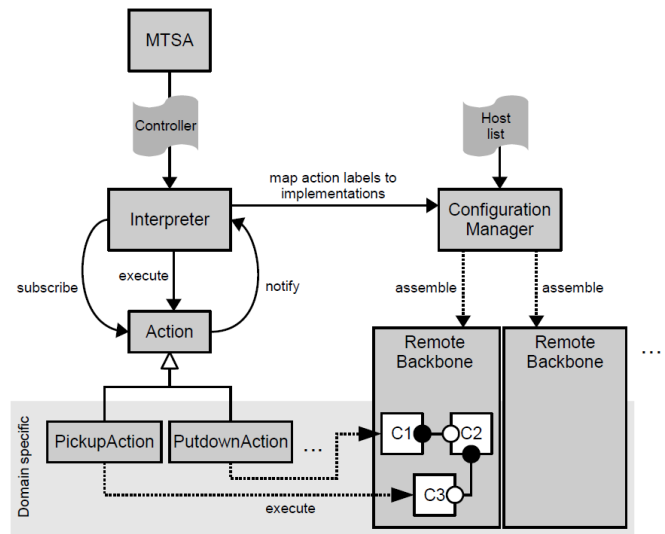 MTSA
Controller
Host
list
map action labels to
implementations
Interpreter
Configuration
Manager
subscribe
execute
notify
assemble
assemble
Action
Remote
Backbone
Remote
Backbone
...
Domain specific
PickupAction
PutdownAction
...
C1
C2
C3
execute